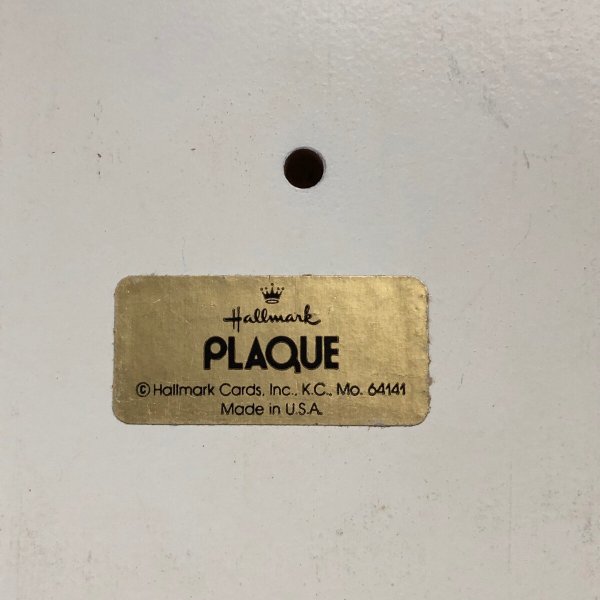 Hallmark
PLAQUE
© Hallmark Cards, Inc., K.C., Mo. 64141
Made in U.S.A.